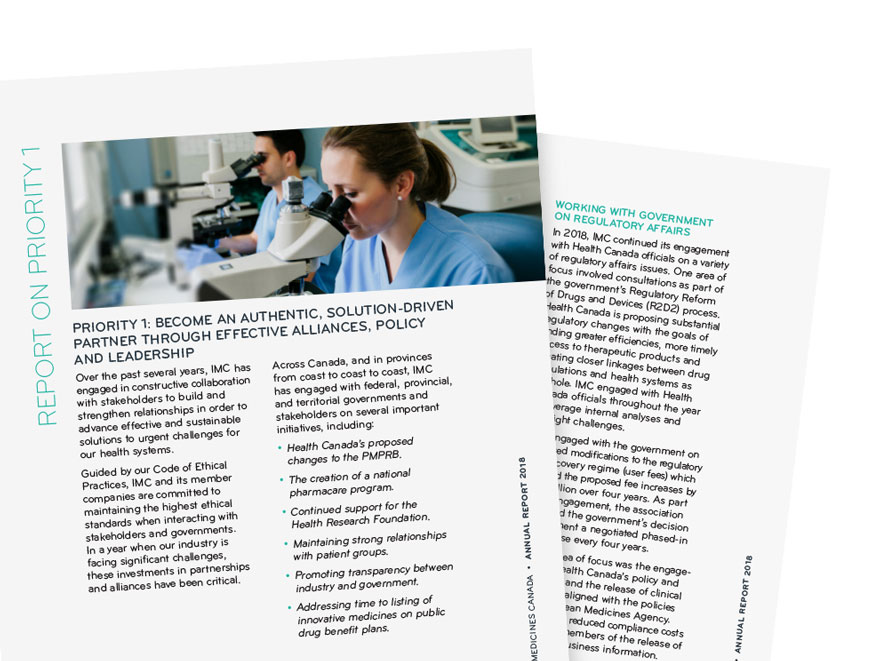 REPORT ON PRIORITY 1
PRIORITY 1: BECOME AN AUTHENTIC, SOLUTION-DRIVEN
PARTNER THROUGH EFFECTIVE ALLIANCES, POLICY
AND LEADERSHIP
Over the past several years, IMC has
engaged in constructive collaboration
with stakeholders to build and
strengthen relationships in order to
advance effective and sustainable
solutions to urgent challenges for
our health systems.
Guided by our Code of Ethical
Practices, IMC and its member
companies are committed to
maintaining the highest ethical
standards when interacting with
stakeholders and governments.
In a year when our industry is
facing significant challenges,
these investments in partnerships
and alliances have been critical.
Across Canada, and in provinces
from coast to coast to coast, IMC
has engaged with federal, provincial,
and territorial governments and
stakeholders on several important
initiatives, including:
• Health Canada's proposed
changes to the PMPRB.
• The creation of a national
pharmacare program.
• Continued support for the
Health Research Foundation.
• Maintaining strong relationships
with patient groups.
• Promoting transparency between
industry and government.
• Addressing time to listing of
innovative medicines on public
drug benefit plans.
MEDICINES CANADA • ANNUAL REPORT 2018
WORKING WITH GOVERNMENT
ON REGULATORY AFFAIRS
In 2018, IMC continued its engagement
with Health Canada officials on a variety
of regulatory affairs issues. One area of
focus involved consultations as part of
the government's Regulatory Reform
of Drugs and Devices (R2D2) process.
Health Canada is proposing substantial
regulatory changes with the goals of
greater efficiencies, more timely
to therapeutic products and
closer linkages between drug
and health systems as
IMC engaged with Health
officials throughout the year
internal analyses and
challenges.
engaged with the government on
modifications to the regulatory
regime (user fees) which
the proposed fee increases by
over four years. As part
engagement, the association
the government's decision
a negotiated phased-in
every four years.
of focus was the engage-
Health Canada's policy and
and the release of clinical
aligned with the policies
Medicines Agency.
reduced compliance costs
members of the release of
business information.
• ANNUAL REPORT 2018